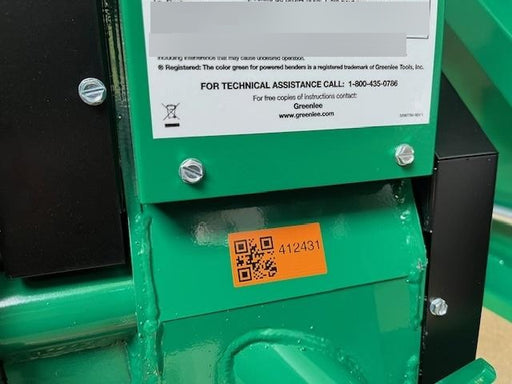 including interference that may cause undesired operation.
® Registered: The color green for powered benders is a registered trademark of Greenlee Tools, Inc.
FOR TECHNICAL ASSISTANCE CALL: 1-800-435-0786
For free copies of instructions contact:
Greenlee
www.greenlee.com
412431